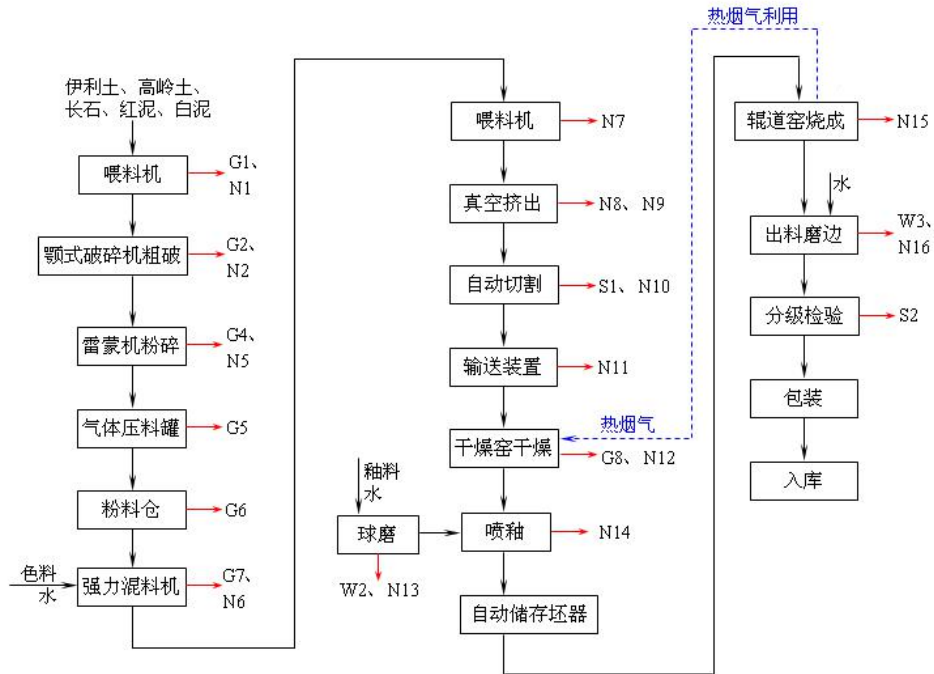 伊利土、高岭土、
长石、红泥、白泥
喂料机
G1、
N1
颚式破碎机粗破
G2、
N2
雷蒙机粉碎
G4、
N5
气体压料罐
G5
粉料仓
G6
色料
水
强力混料机
G7、
N6
喂料机
N7
真空挤出
N8、N9
自动切割
S1、N10
输送装置
N11
热烟气
干燥窑干燥
G8、N12
釉料
水
球磨
W2、N13
喷釉
N14
自动储存坯器
热烟气利用
辊道窑烧成
N15
水
出料磨边
W3、
N16
分级检验
S2
包装
入库